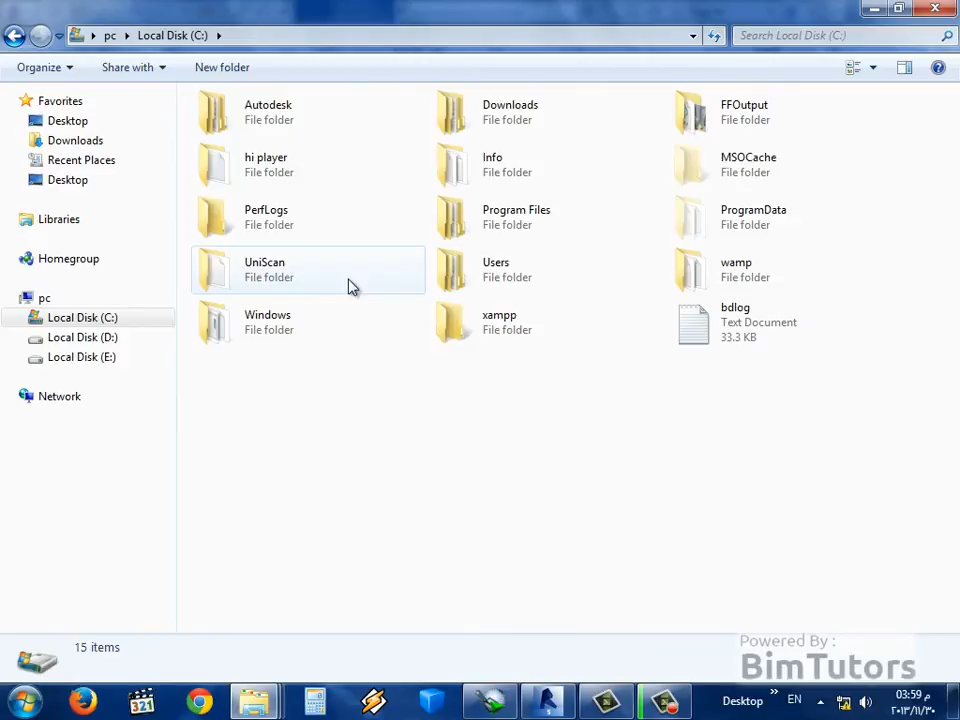 pc Local Disk (C:)
Search Local Disk (C:)
Organize Share with New folder
Favorites
Desktop
Downloads
Recent Places
Desktop
Libraries
Homegroup
pc
Local Disk (C:)
Local Disk (D:)
Local Disk (E:)
Network
Autodesk
File folder
Downloads
File folder
FFOutput
File folder
hi player
File folder
Info
File folder
MSOCache
File folder
PerfLogs
File folder
Program Files
File folder
ProgramData
File folder
UniScan
File folder
Users
File folder
wamp
File folder
Windows
File folder
xampp
File folder
bdlog
Text Document
33.3 KB
15 items
Powered By :
BimTutors
321
Desktop
EN
03:59 م
٢٠١٣/١١/٣٠